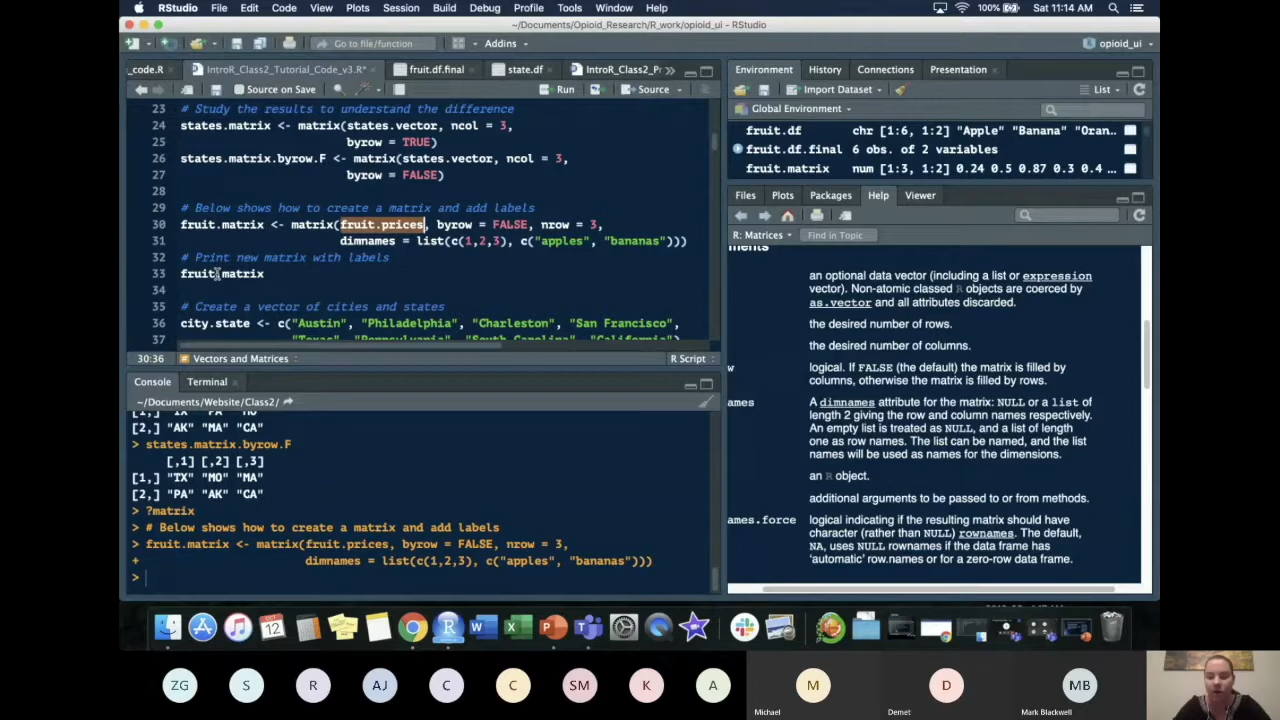 RStudio File Edit Code View Plots Session Build Debug Profile Tools Window Help 100% Sat 11:14 AM
~/Documents/Opioid_Research/R_work/opioid_ui - RStudio
Go to file/function Addins opioid_ui
_code.R IntroR_Class2_Tutorial_Code_v3.R* fruit.df.final state.df IntroR_Class2_Pr
Source on Save Run Source
23 # Study the results to understand the difference
24 states.matrix <- matrix(states.vector, ncol = 3,
25 byrow = TRUE)
26 states.matrix.byrow.F <- matrix(states.vector, ncol = 3,
27 byrow = FALSE)
28
29 # Below shows how to create a matrix and add labels
30 fruit.matrix <- matrix(fruit.prices, byrow = FALSE, nrow = 3,
31 dimnames = list(c(1,2,3), c("apples", "bananas")))
32 # Print new matrix with labels
33 fruit.matrix
34
35 # Create a vector of cities and states
36 city.state <- c("Austin", "Philadelphia", "Charleston", "San Francisco",
37 "Texas", "Pennsylvania", "South Carolina", "California")
30:36 Vectors and Matrices R Script
Console Terminal
~/Documents/Website/Class2/
[1,] "TX" "PA" "MO"
[2,] "AK" "MA" "CA"
> states.matrix.byrow.F
[,1] [,2] [,3]
[1,] "TX" "MO" "MA"
[2,] "PA" "AK" "CA"
> ?matrix
> # Below shows how to create a matrix and add labels
> fruit.matrix <- matrix(fruit.prices, byrow = FALSE, nrow = 3,
+ dimnames = list(c(1,2,3), c("apples", "bananas")))
>
Environment History Connections Presentation
Import Dataset List
Global Environment
fruit.df chr [1:6, 1:2] "Apple" "Banana" "Oran…
fruit.df.final 6 obs. of 2 variables
fruit.matrix num [1:3, 1:2] 0.24 0.5 0.87 0.3 0.4 ...
Files Plots Packages Help Viewer
R: Matrices Find in Topic
ments
an optional data vector (including a list or expression
vector). Non-atomic classed R objects are coerced by
as.vector and all attributes discarded.
the desired number of rows.
the desired number of columns.
w logical. If FALSE (the default) the matrix is filled by
columns, otherwise the matrix is filled by rows.
ames A dimnames attribute for the matrix: NULL or a list of
length 2 giving the row and column names respectively.
An empty list is treated as NULL, and a list of length
one as row names. The list can be named, and the list
names will be used as names for the dimensions.
an R object.
additional arguments to be passed to or from methods.
ames.force logical indicating if the resulting matrix should have
character (rather than NULL) rownames. The default,
NA, uses NULL rownames if the data frame has
'automatic' row.names or for a zero-row data frame.
OCT
12
ZG S R AJ C C SM K A M D MB
Michael Demet Mark Blackwell